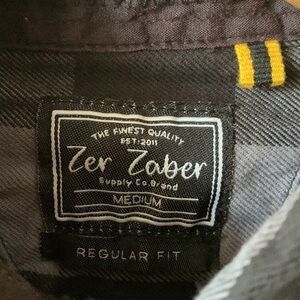 THE FINEST QUALITY
EST: 2011
Zer Zaber
Supply Co. Brand
MEDIUM
REGULAR FIT